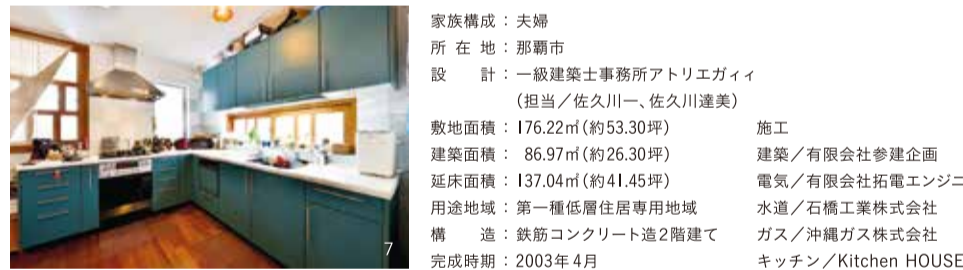 家族構成：夫婦
所在地：那覇市
設　　計：一級建築士事務所アトリエガィィ
（担当／佐久川一、佐久川達美）
敷地面積：176.22㎡（約53.30坪）
建築面積： 86.97㎡（約26.30坪）
延床面積：137.04㎡（約41.45坪）
用途地域：第一種低層住居専用地域
構　　造：鉄筋コンクリート造2階建て
完成時期：2003年4月
施工
建築／有限会社参建企画
電気／有限会社拓電エンジニ
水道／石橋工業株式会社
ガス／沖縄ガス株式会社
キッチン／Kitchen HOUSE
7